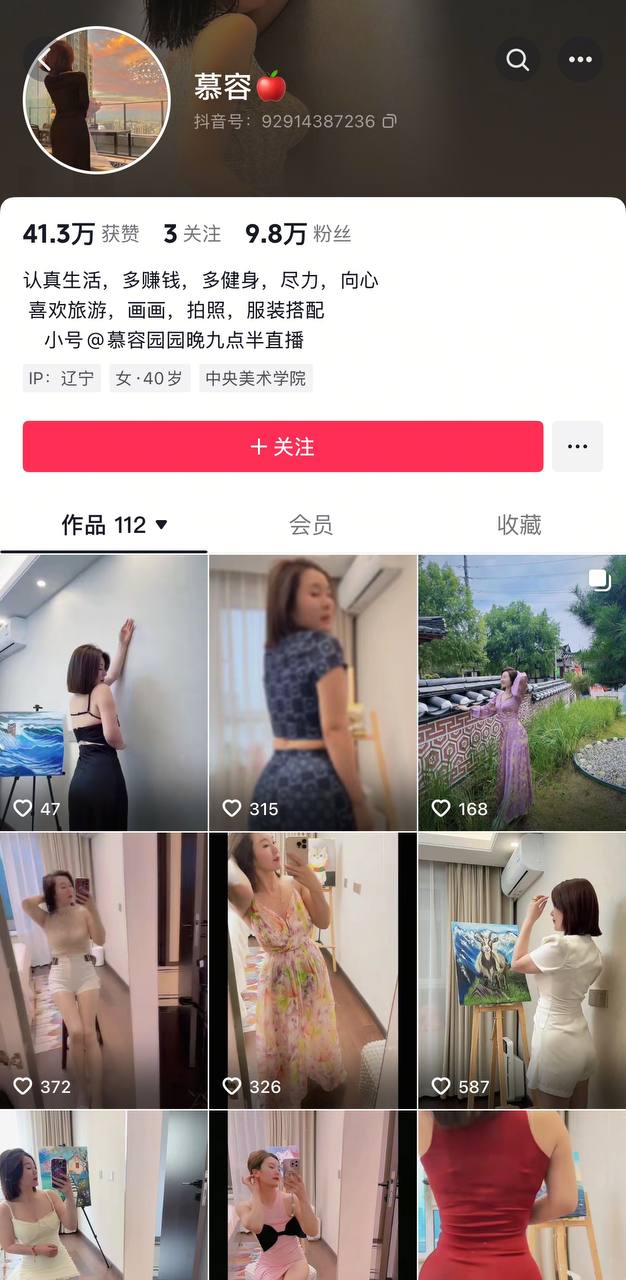 慕容🍎
抖音号：92914387236
41.3万 获赞 3 关注 9.8万 粉丝
认真生活，多赚钱，多健身，尽力，向心
喜欢旅游，画画，拍照，服装搭配
小号@慕容园园晚九点半直播
IP：辽宁 女·40岁 中央美术学院
+ 关注
作品 112 会员 收藏
47 315 168
372 326 587